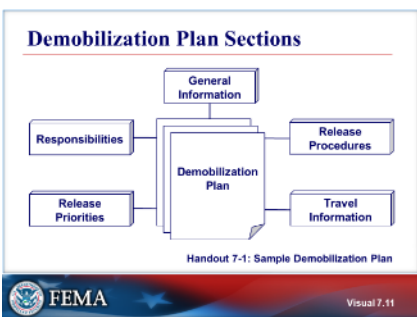 Demobilization Plan Sections
General
Information
Responsibilities
Release
Procedures
Demobilization
Plan
Release
Priorities
Travel
Information
Handout 7-1: Sample Demobilization Plan
FEMA
Visual 7.11